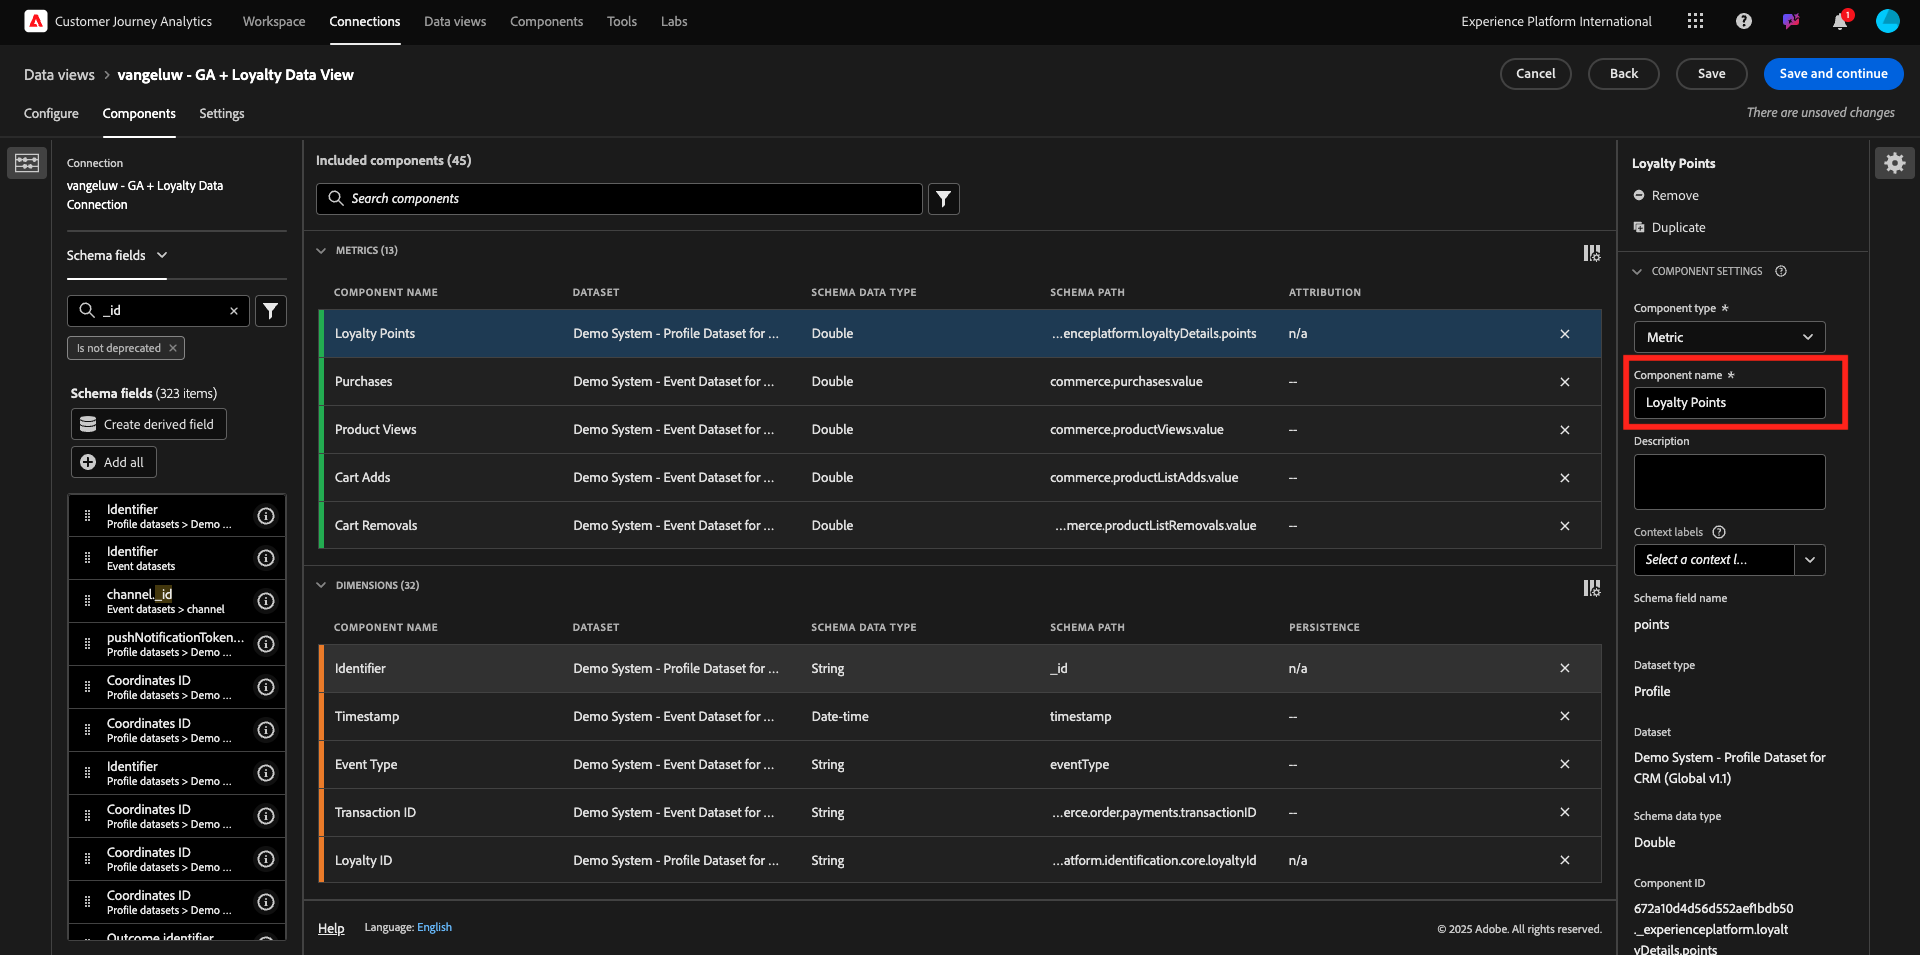 Customer Journey Analytics
Workspace
Connections
Data views
Components
Tools
Labs
Experience Platform International
1
Data views > vangeluw - GA + Loyalty Data View
Cancel
Back
Save
Save and continue
Configure
Components
Settings
There are unsaved changes
Connection
vangeluw - GA + Loyalty Data
Connection
Schema fields
_id
Is not deprecated
Schema fields (323 items)
Create derived field
Add all
Identifier
Profile datasets > Demo ...
Identifier
Event datasets
channel._id
Event datasets > channel
pushNotificationToken...
Profile datasets > Demo ...
Coordinates ID
Profile datasets > Demo ...
Coordinates ID
Profile datasets > Demo ...
Identifier
Profile datasets > Demo ...
Coordinates ID
Profile datasets > Demo ...
Coordinates ID
Profile datasets > Demo ...
Coordinates ID
Profile datasets > Demo ...
Outcome identifier
Included components (45)
Search components
METRICS (13)
COMPONENT NAME DATASET SCHEMA DATA TYPE SCHEMA PATH ATTRIBUTION
Loyalty Points Demo System - Profile Dataset for ... Double ...enceplatform.loyaltyDetails.points n/a
Purchases Demo System - Event Dataset for ... Double commerce.purchases.value --
Product Views Demo System - Event Dataset for ... Double commerce.productViews.value --
Cart Adds Demo System - Event Dataset for ... Double commerce.productListAdds.value --
Cart Removals Demo System - Event Dataset for ... Double ...merce.productListRemovals.value --
DIMENSIONS (32)
COMPONENT NAME DATASET SCHEMA DATA TYPE SCHEMA PATH PERSISTENCE
Identifier Demo System - Profile Dataset for ... String _id n/a
Timestamp Demo System - Event Dataset for ... Date-time timestamp --
Event Type Demo System - Event Dataset for ... String eventType --
Transaction ID Demo System - Event Dataset for ... String ...erce.order.payments.transactionID --
Loyalty ID Demo System - Profile Dataset for ... String ...atform.identification.core.loyaltyId n/a
Help
Language: English
© 2025 Adobe. All rights reserved.
Loyalty Points
Remove
Duplicate
COMPONENT SETTINGS
Component type *
Metric
Component name *
Loyalty Points
Description
Context labels
Select a context l...
Schema field name
points
Dataset type
Profile
Dataset
Demo System - Profile Dataset for
CRM (Global v1.1)
Schema data type
Double
Component ID
672a10d4d56d552aef1bdb50
._experienceplatform.loyalt
yDetails.points